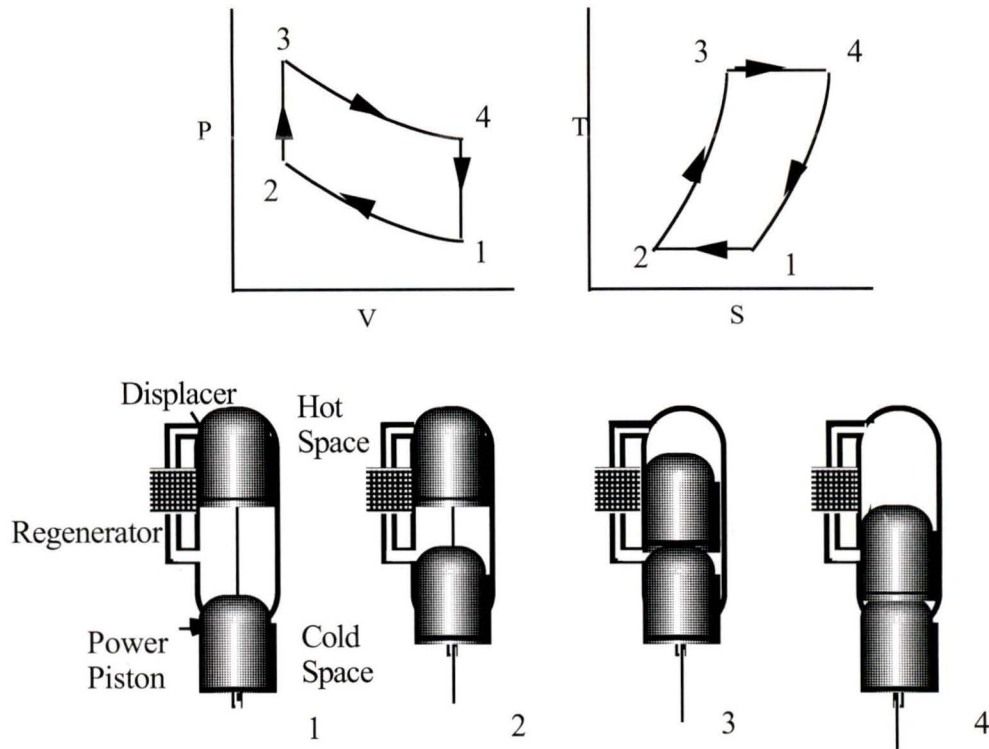 3
4
P
2
1
V
3
4
T
2
1
S
Displacer
Hot
Space
Regenerator
Power
Piston
Cold
Space
1
2
3
4